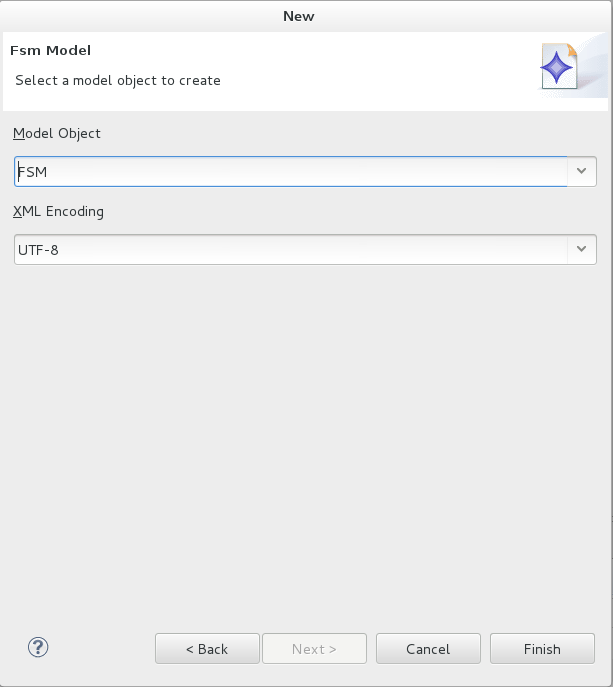 New
Fsm Model
Select a model object to create
Model Object
FSM
XML Encoding
UTF-8
?
< Back
Next >
Cancel
Finish